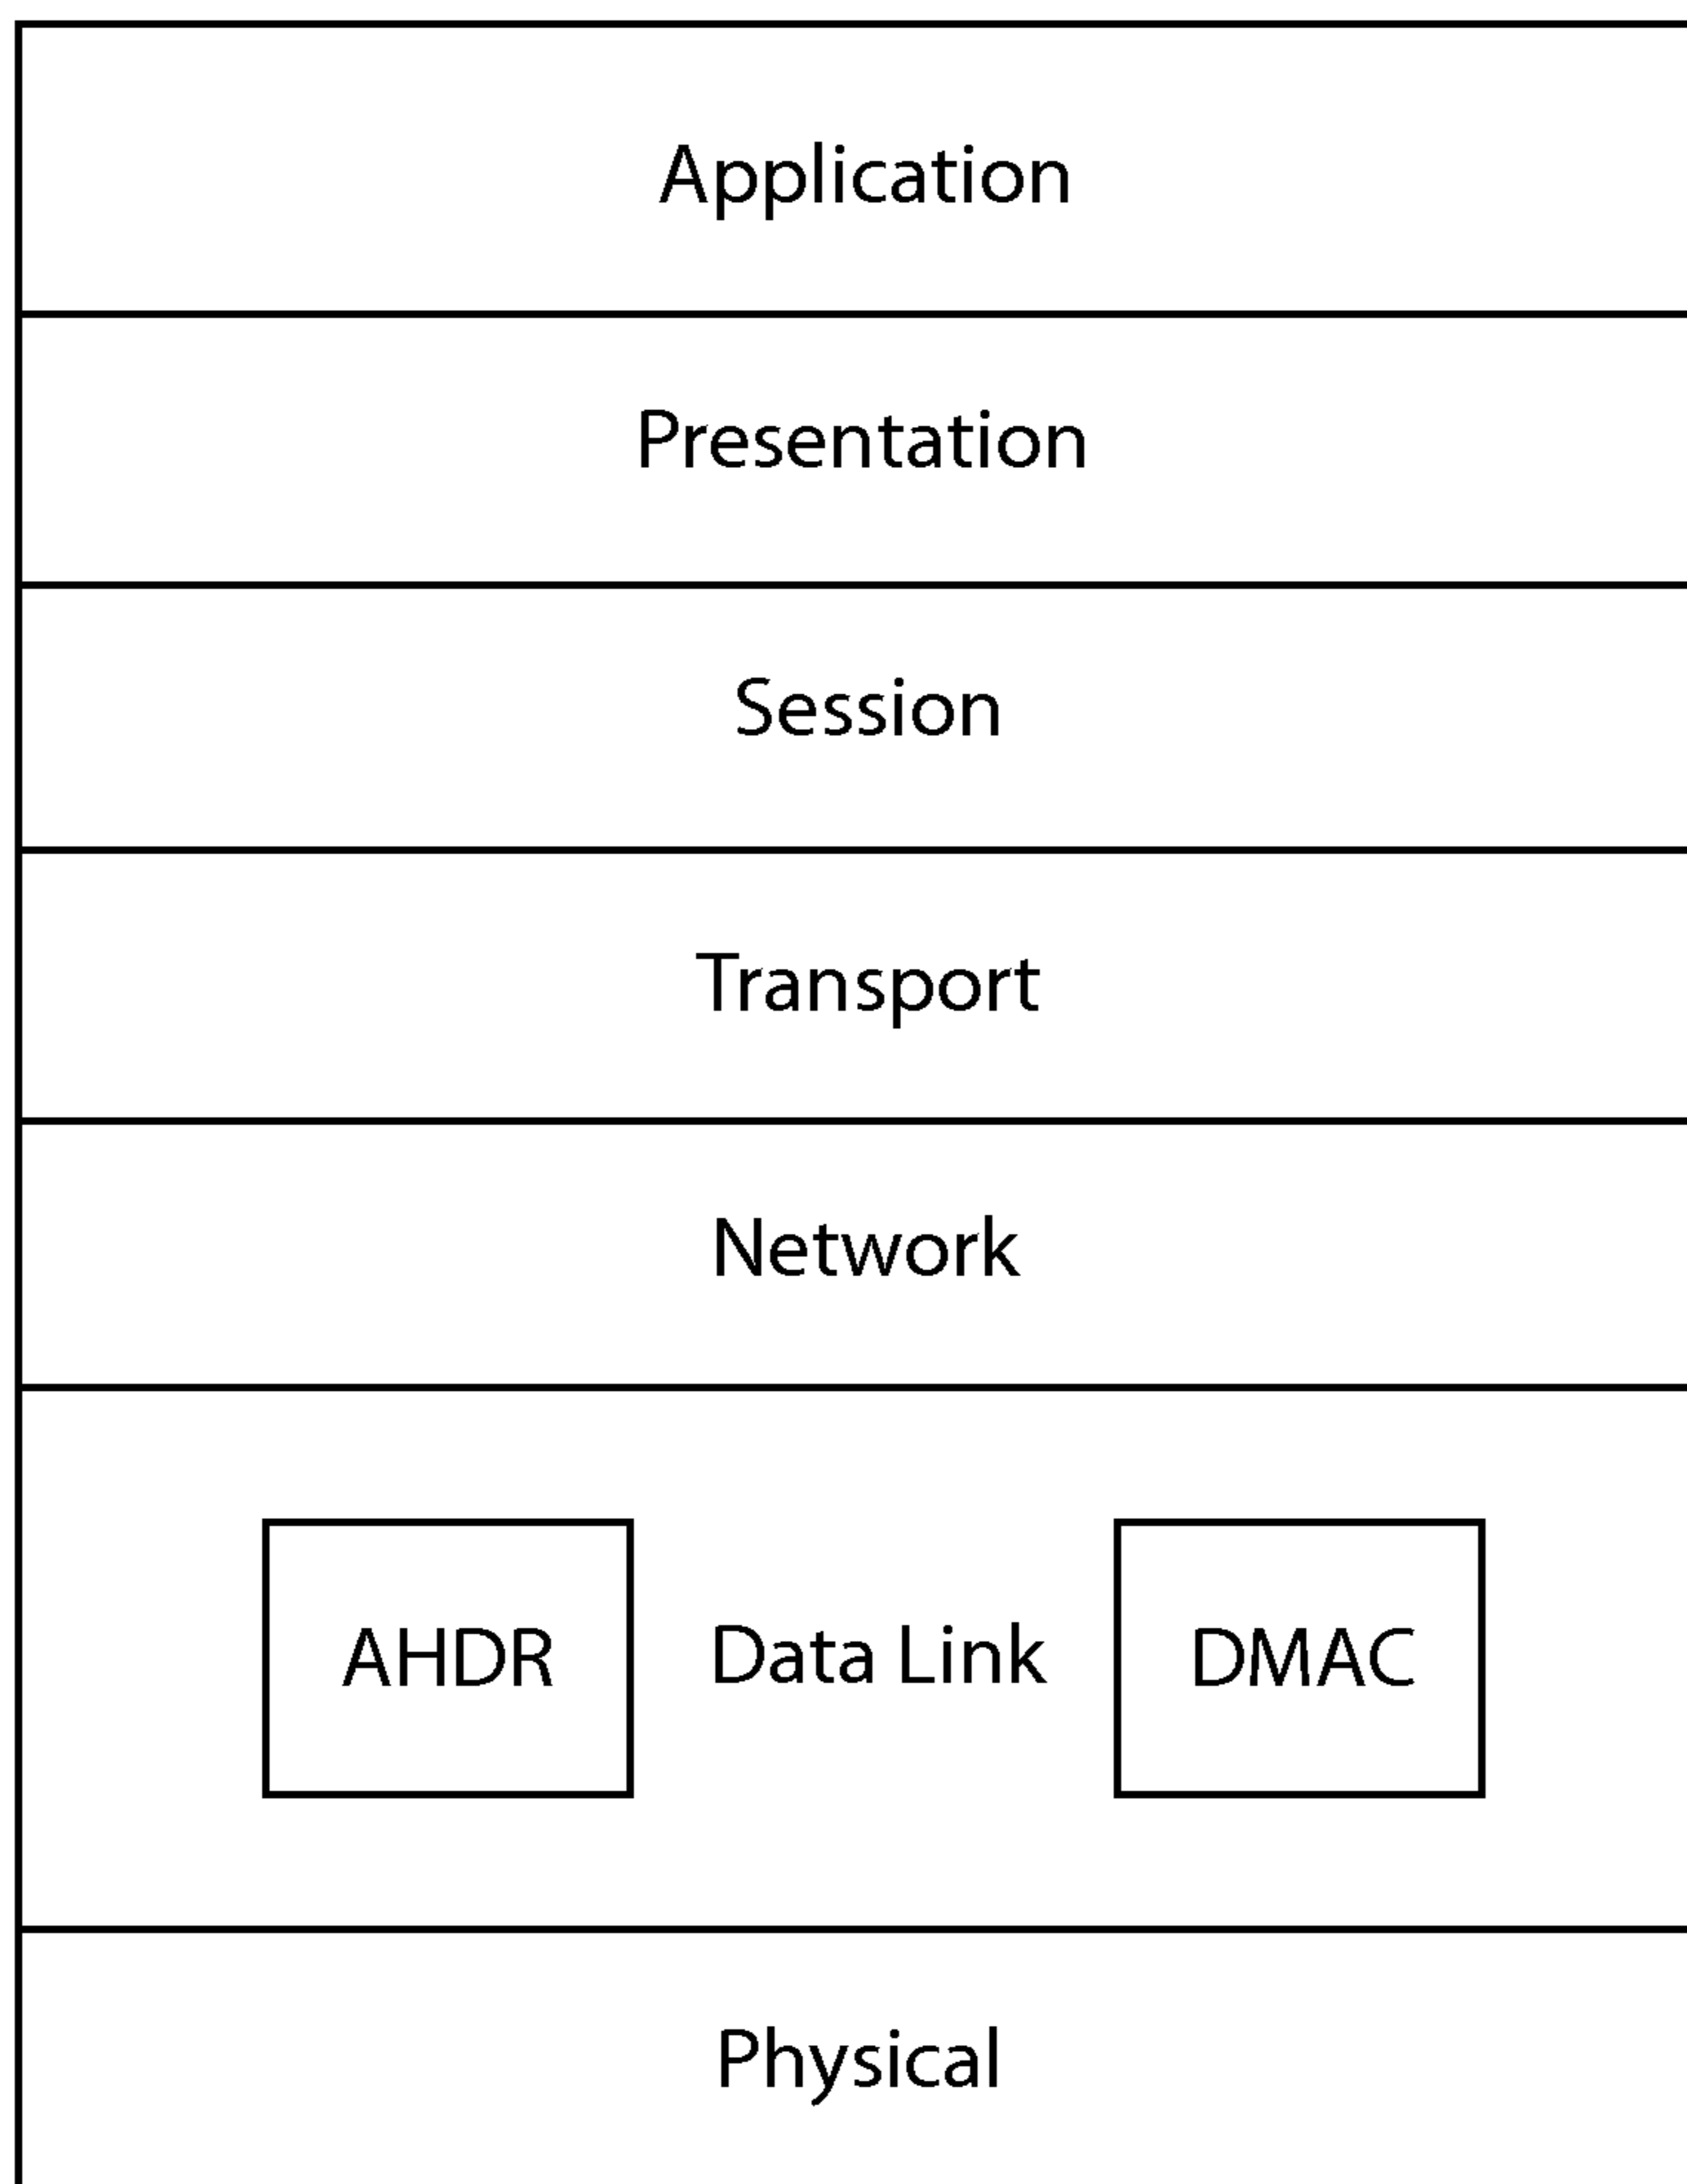 Application
Presentation
Session
Transport
Network
AHDR Data Link DMAC
Physical